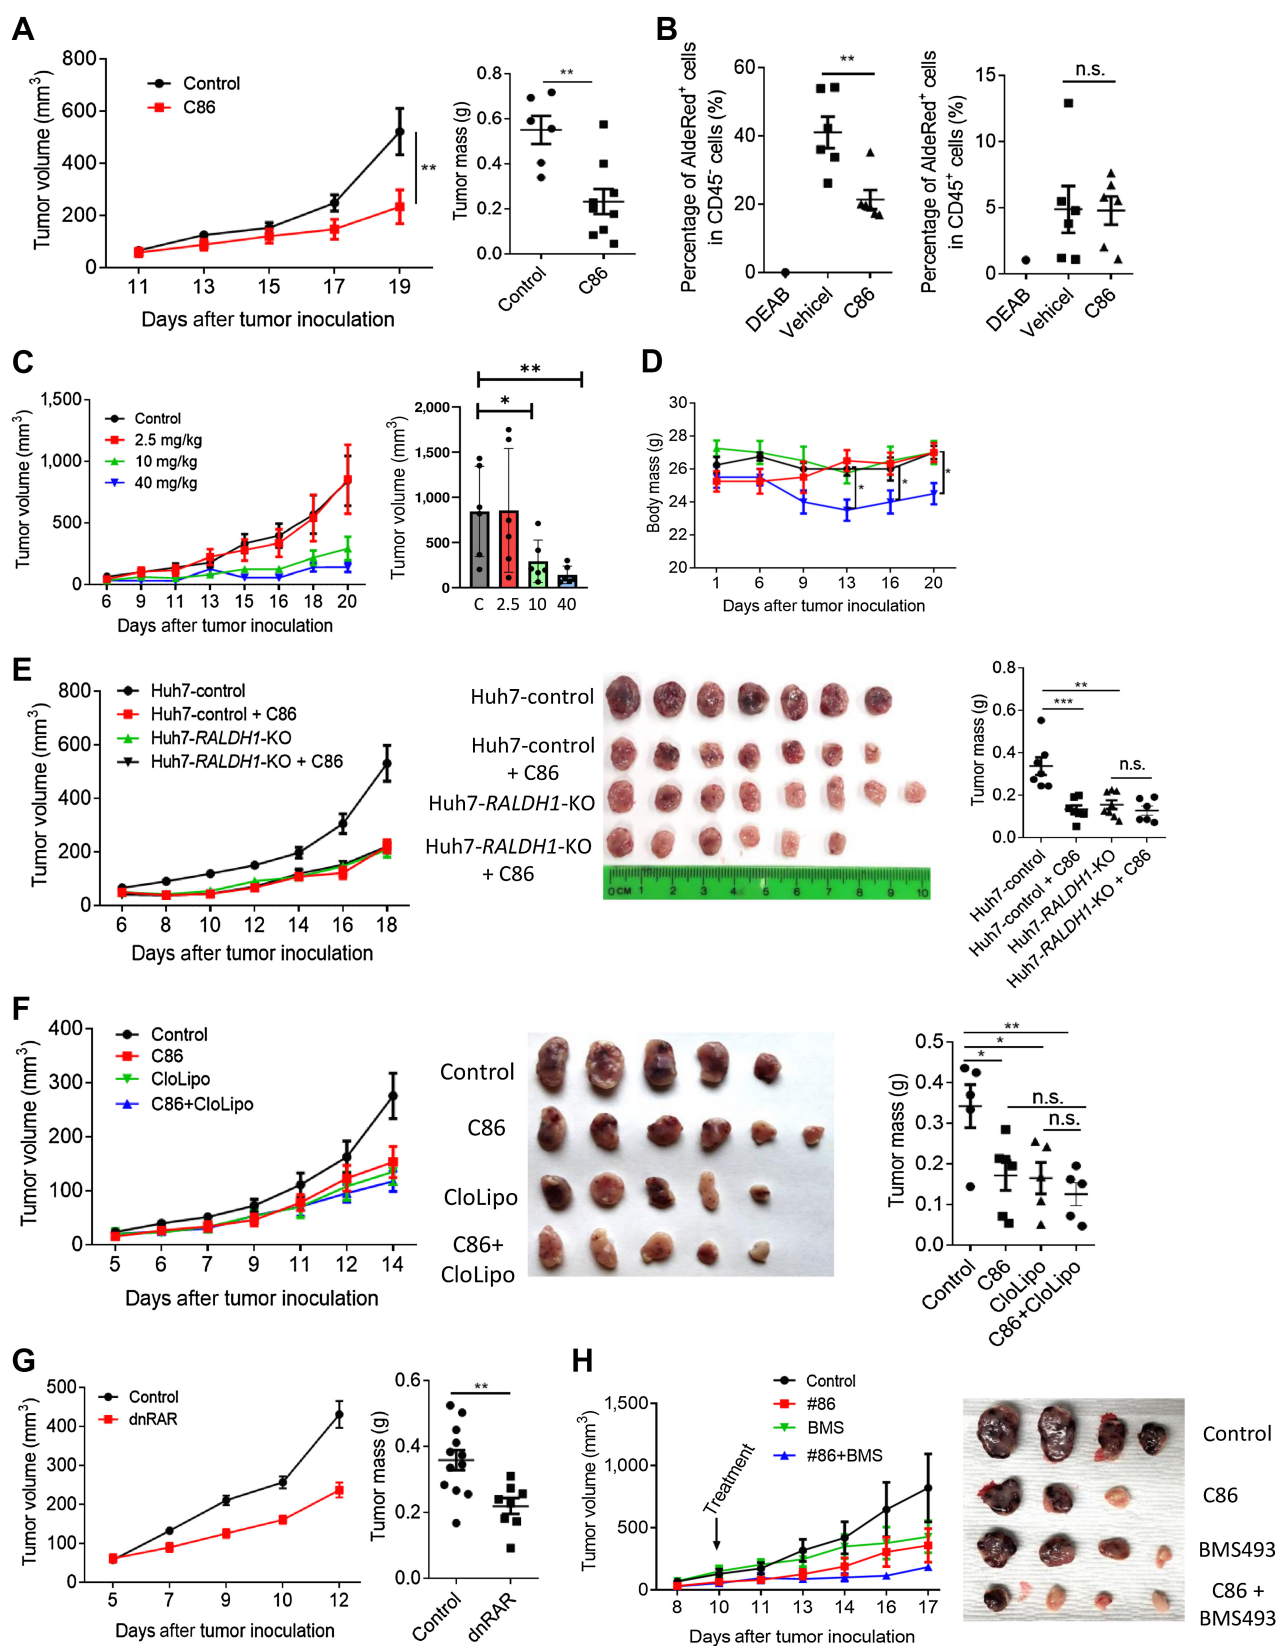 A
Tumor volume (mm3)
800
600
400
200
0
Control
C86
**
11 13 15 17 19
Days after tumor inoculation
Tumor mass (g)
0.8
0.6
0.4
0.2
0.0
**
Control C86
B
Percentage of AldeRed+ cells
in CD45- cells (%)
60
40
20
0
**
DEAB Vehicel C86
Percentage of AldeRed+ cells
in CD45+ cells (%)
15
10
5
0
n.s.
DEAB Vehicel C86
C
Tumor volume (mm3)
1,500
1,000
500
0
Control
2.5 mg/kg
10 mg/kg
40 mg/kg
6 9 11 13 15 16 18 20
Days after tumor inoculation
Tumor volume (mm3)
2,000
1,500
1,000
500
0
**
*
C 2.5 10 40
D
Body mass (g)
30
28
26
24
22
20
* * *
1 6 9 13 16 20
Days after tumor inoculation
E
Tumor volume (mm3)
800
600
400
200
0
Huh7-control
Huh7-control + C86
Huh7-RALDH1-KO
Huh7-RALDH1-KO + C86
6 8 10 12 14 16 18
Days after tumor inoculation
Huh7-control
Huh7-control
+ C86
Huh7-RALDH1-KO
Huh7-RALDH1-KO
+ C86
0CM 1 2 3 4 5 6 7 8 9 10
Tumor mass (g)
0.8
0.6
0.4
0.2
0.0
**
***
n.s.
Huh7-control
Huh7-control + C86
Huh7-RALDH1-KO
Huh7-RALDH1-KO + C86
F
Tumor volume (mm3)
400
300
200
100
0
Control
C86
CloLipo
C86+CloLipo
5 6 7 9 11 12 14
Days after tumor inoculation
Control
C86
CloLipo
C86+
CloLipo
Tumor mass (g)
0.5
0.4
0.3
0.2
0.1
0.0
**
*
*
n.s.
n.s.
Control
C86
CloLipo
C86+CloLipo
G
Tumor volume (mm3)
500
400
300
200
100
0
Control
dnRAR
5 7 9 10 12
Days after tumor inoculation
Tumor mass (g)
0.6
0.4
0.2
0.0
**
Control dnRAR
H
Tumor volume (mm3)
1,500
1,000
500
0
Control
#86
BMS
#86+BMS
Treatment
8 10 11 13 14 16 17
Days after tumor inoculation
Control
C86
BMS493
C86 +
BMS493